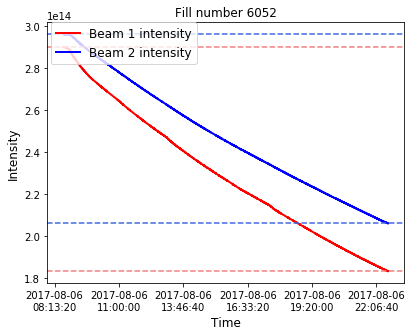 Fill number 6052
1e14
Beam 1 intensity
Beam 2 intensity
3.0
2.8
2.6
2.4
2.2
2.0
1.8
Intensity
2017-08-06 2017-08-06 2017-08-06 2017-08-06 2017-08-06 2017-08-06
08:13:20 11:00:00 13:46:40 16:33:20 19:20:00 22:06:40
Time